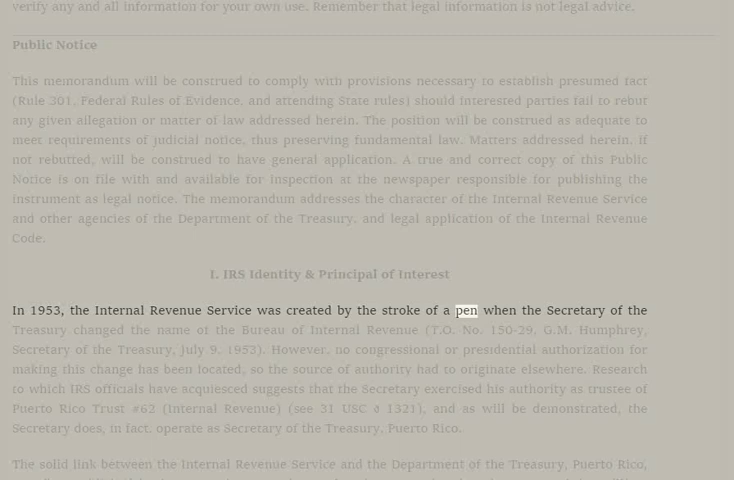 verify any and all information for your own use. Remember that legal information is not legal advice.
Public Notice
This memorandum will be construed to comply with provisions necessary to establish presumed fact
(Rule 301, Federal Rules of Evidence, and attending State rules) should interested parties fail to rebut
any given allegation or matter of law addressed herein. The position will be construed as adequate to
meet requirements of judicial notice, thus preserving fundamental law. Matters addressed herein, if
not rebutted, will be construed to have general application. A true and correct copy of this Public
Notice is on file with and available for inspection at the newspaper responsible for publishing the
instrument as legal notice. The memorandum addresses the character of the Internal Revenue Service
and other agencies of the Department of the Treasury, and legal application of the Internal Revenue
Code.
I. IRS Identity & Principal of Interest
In 1953, the Internal Revenue Service was created by the stroke of a pen when the Secretary of the
Treasury changed the name of the Bureau of Internal Revenue (T.O. No. 150-29, G.M. Humphrey,
Secretary of the Treasury, July 9, 1953). However, no congressional or presidential authorization for
making this change has been located, so the source of authority had to originate elsewhere. Research
to which IRS officials have acquiesced suggests that the Secretary exercised his authority as trustee of
Puerto Rico Trust #62 (Internal Revenue) (see 31 USC § 1321), and as will be demonstrated, the
Secretary does, in fact, operate as Secretary of the Treasury, Puerto Rico.
The solid link between the Internal Revenue Service and the Department of the Treasury, Puerto Rico,